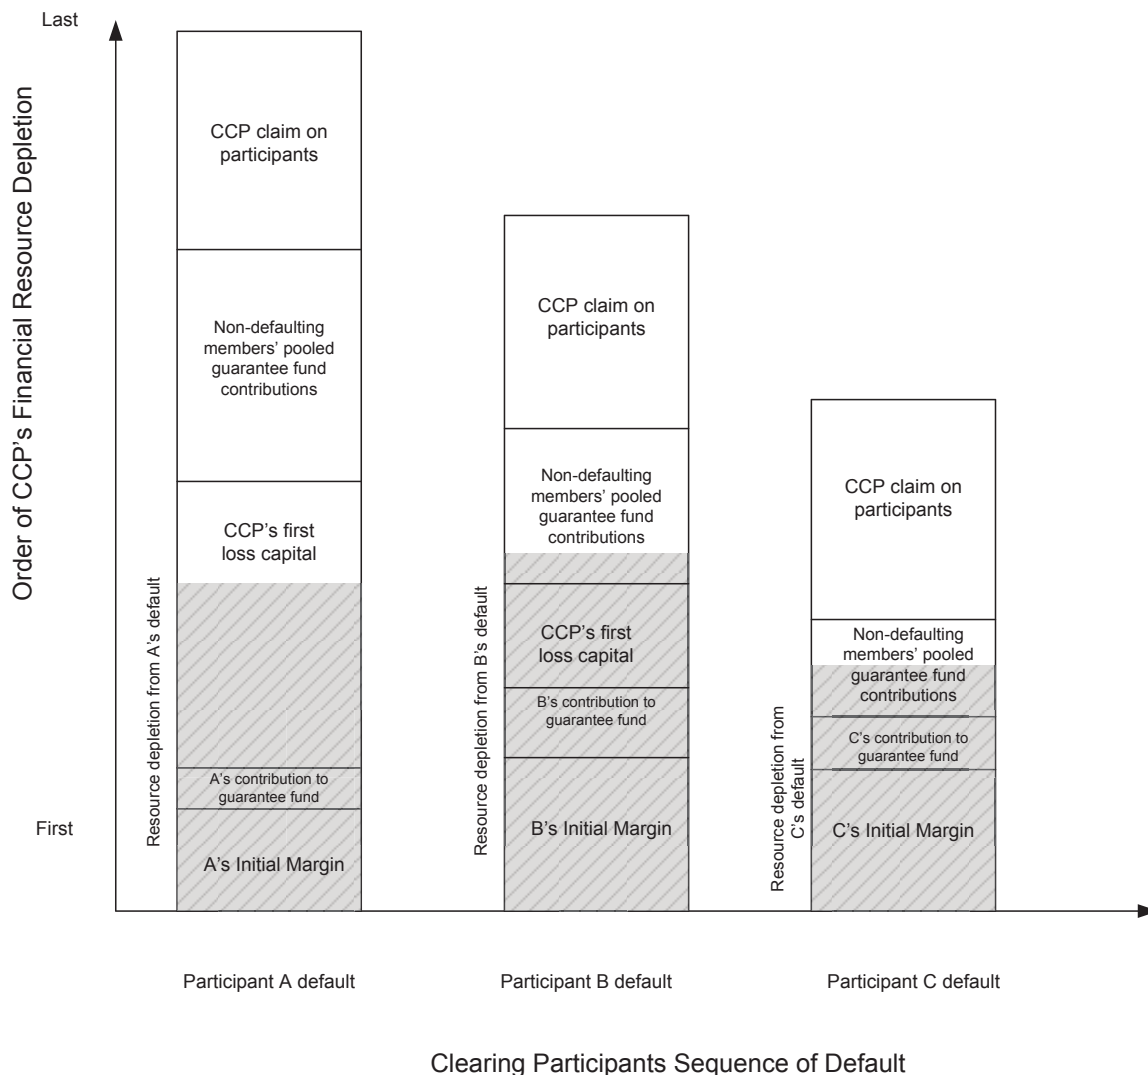 Last
Order of CCP's Financial Resource Depletion
First
Resource depletion from A's default
CCP claim on
participants
Non-defaulting
members' pooled
guarantee fund
contributions
CCP's first
loss capital
A's contribution to
guarantee fund
A's Initial Margin
Resource depletion from B's default
CCP claim on
participants
Non-defaulting
members' pooled
guarantee fund
contributions
CCP's first
loss capital
B's contribution to
guarantee fund
B's Initial Margin
Resource depletion from
C's default
CCP claim on
participants
Non-defaulting
members' pooled
guarantee fund
contributions
C's contribution to
guarantee fund
C's Initial Margin
Participant A default
Participant B default
Participant C default
Clearing Participants Sequence of Default